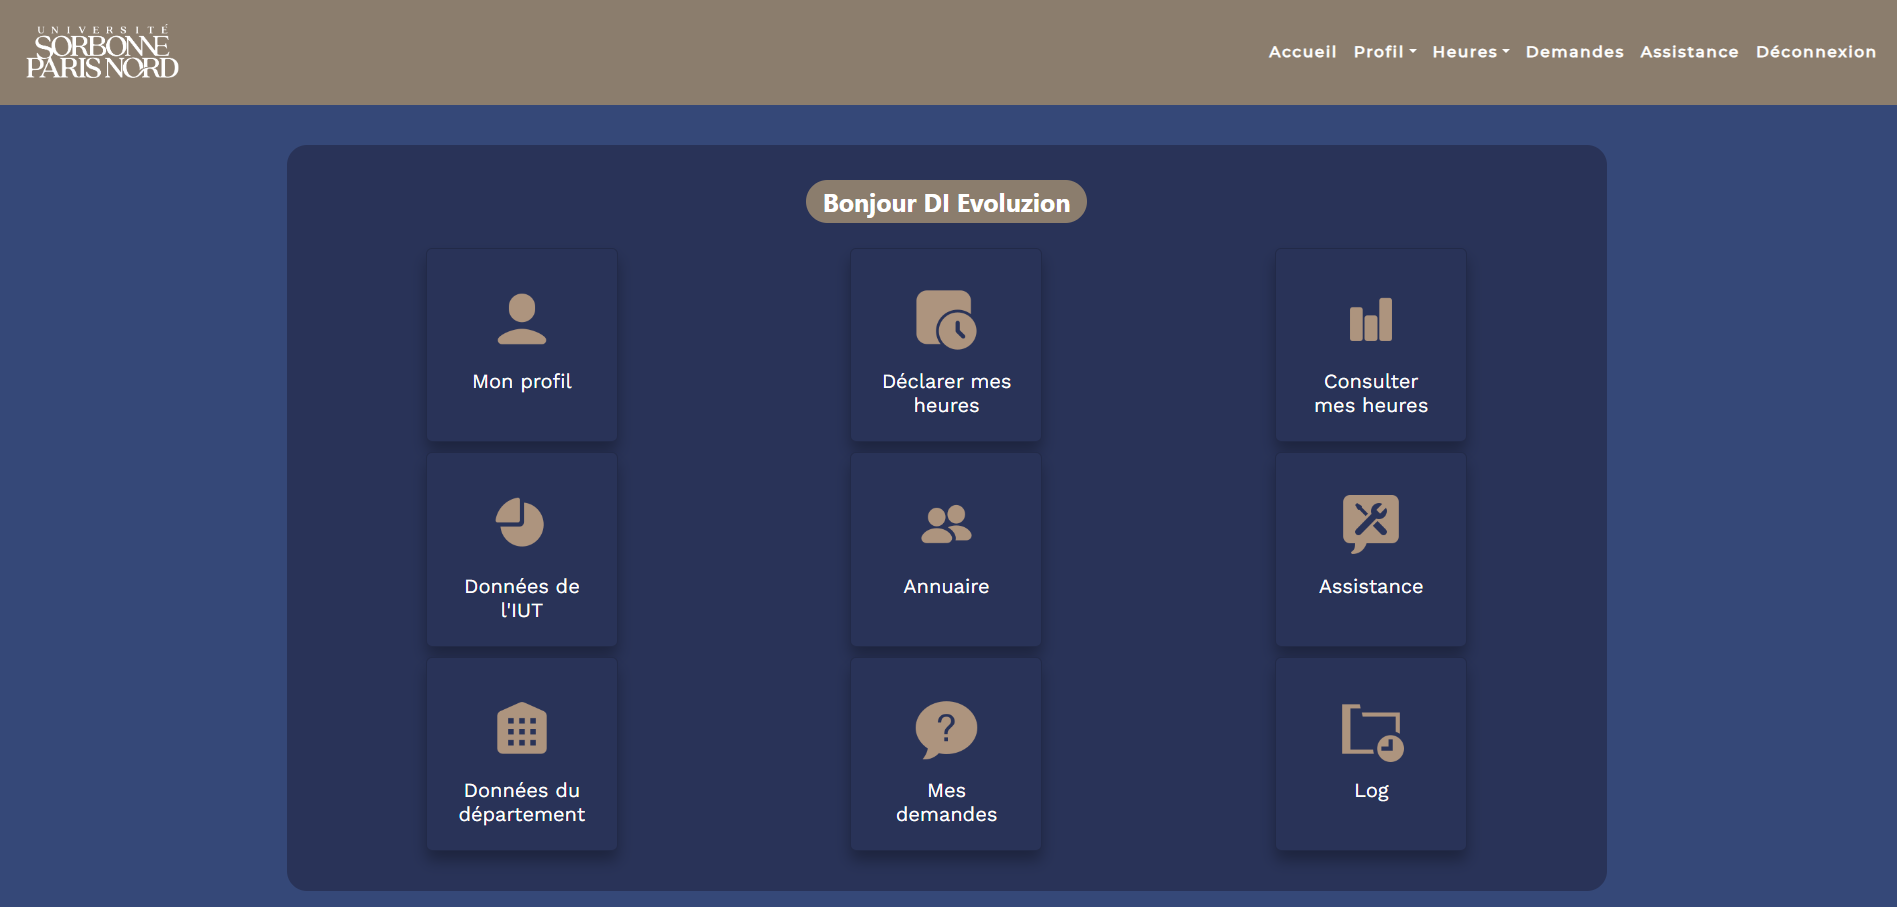 UNIVERSITÉ
SORBONNE
PARIS NORD
Accueil Profil Heures Demandes Assistance Déconnexion
Bonjour DI Evoluzion
Mon profil
Déclarer mes
heures
Consulter
mes heures
Données de
l'IUT
Annuaire
Assistance
Données du
département
?
Mes
demandes
Log